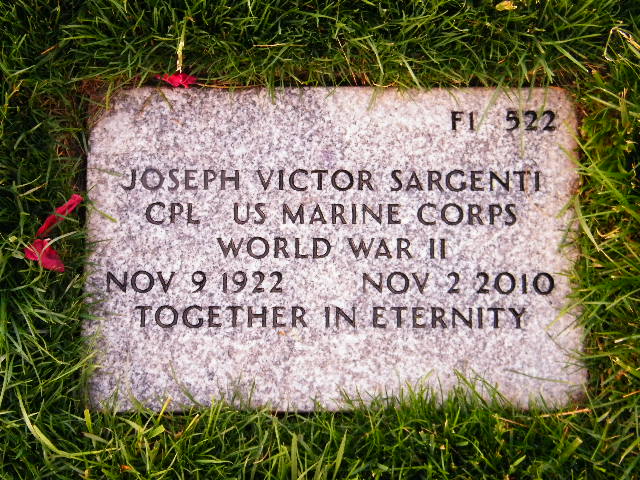 F1 522
JOSEPH VICTOR SARGENTI
CPL US MARINE CORPS
WORLD WAR II
NOV 9 1922 NOV 2 2010
TOGETHER IN ETERNITY